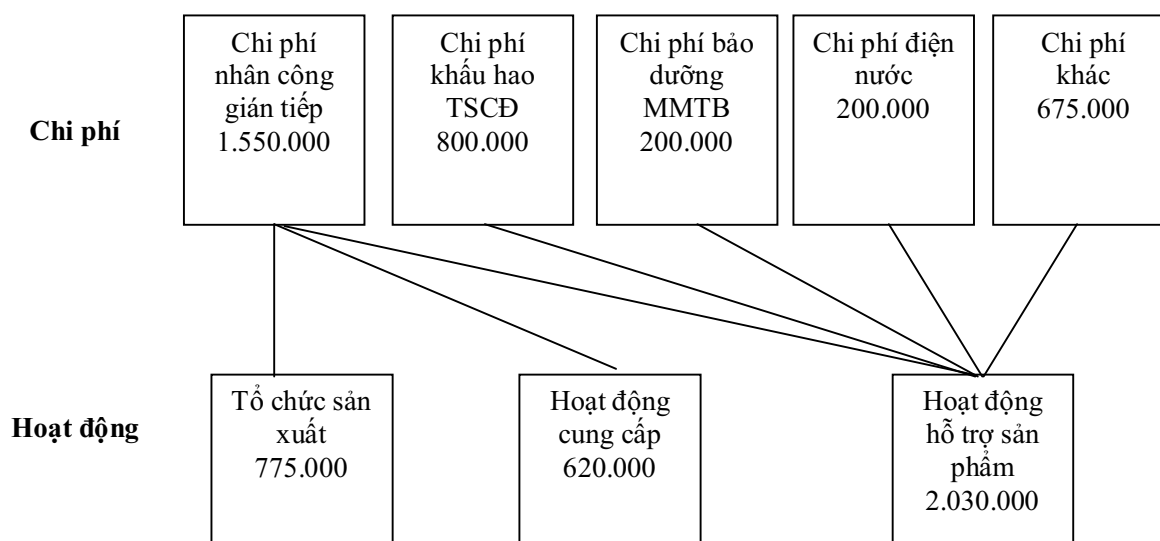 Chi phí
Chi phí
nhân công
gián tiếp
1.550.000
Chi phí
khấu hao
TSCĐ
800.000
Chi phí bảo
dưỡng
MMTB
200.000
Chi phí điện
nước
200.000
Chi phí
khác
675.000
Hoạt động
Tổ chức sản
xuất
775.000
Hoạt động
cung cấp
620.000
Hoạt động
hỗ trợ sản
phẩm
2.030.000